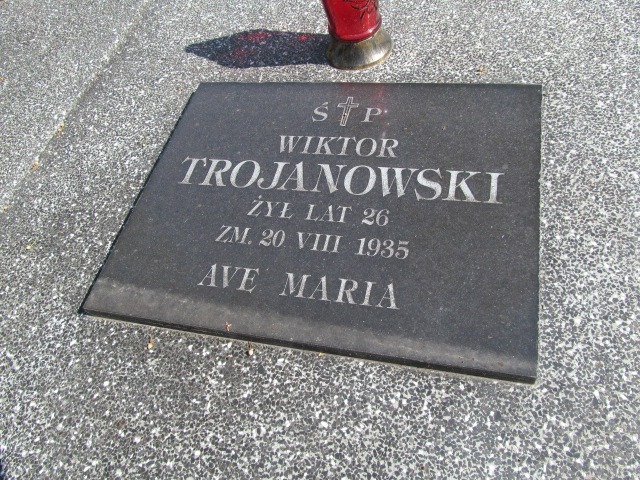 Ś P
WIKTOR
TROJANOWSKI
ŻYŁ LAT 26
ZM. 20 VIII 1935
AVE MARIA